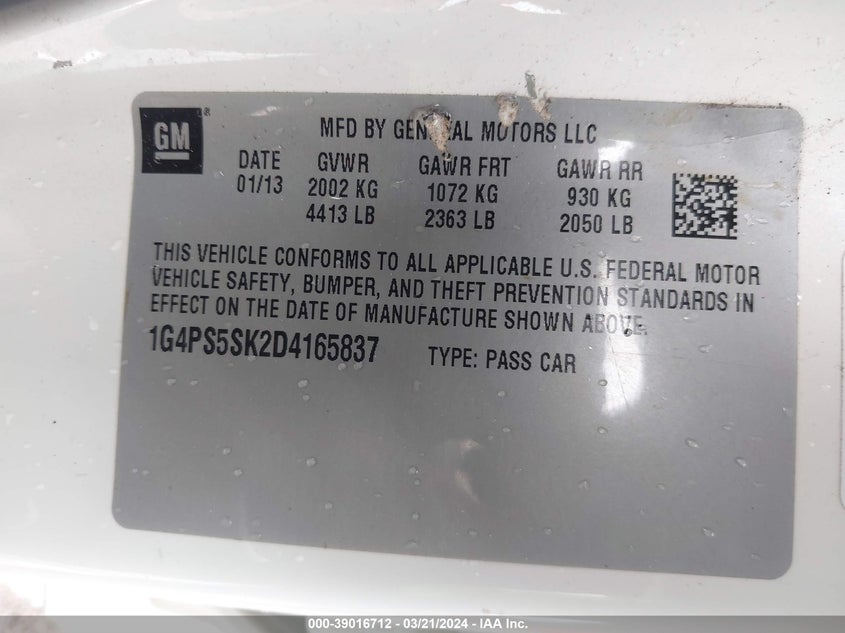 GM
MFD BY GENERAL MOTORS LLC
DATE GVWR GAWR FRT GAWR RR
01/13 2002 KG 1072 KG 930 KG
4413 LB 2363 LB 2050 LB
THIS VEHICLE CONFORMS TO ALL APPLICABLE U.S. FEDERAL MOTOR
VEHICLE SAFETY, BUMPER, AND THEFT PREVENTION STANDARDS IN
EFFECT ON THE DATE OF MANUFACTURE SHOWN ABOVE.
1G4PS5SK2D4165837 TYPE: PASS CAR
000-39016712 - 03/21/2024 - IAA Inc.